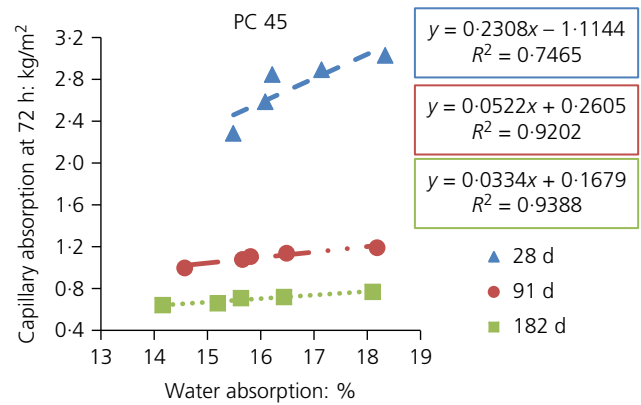 PC 45
y = 0·2308x – 1·1144
R² = 0·7465
y = 0·0522x + 0·2605
R² = 0·9202
y = 0·0334x + 0·1679
R² = 0·9388
Capillary absorption at 72 h: kg/m²
3·2
2·8
2·4
2·0
1·6
1·2
0·8
0·4
13 14 15 16 17 18 19
Water absorption: %
28 d
91 d
182 d